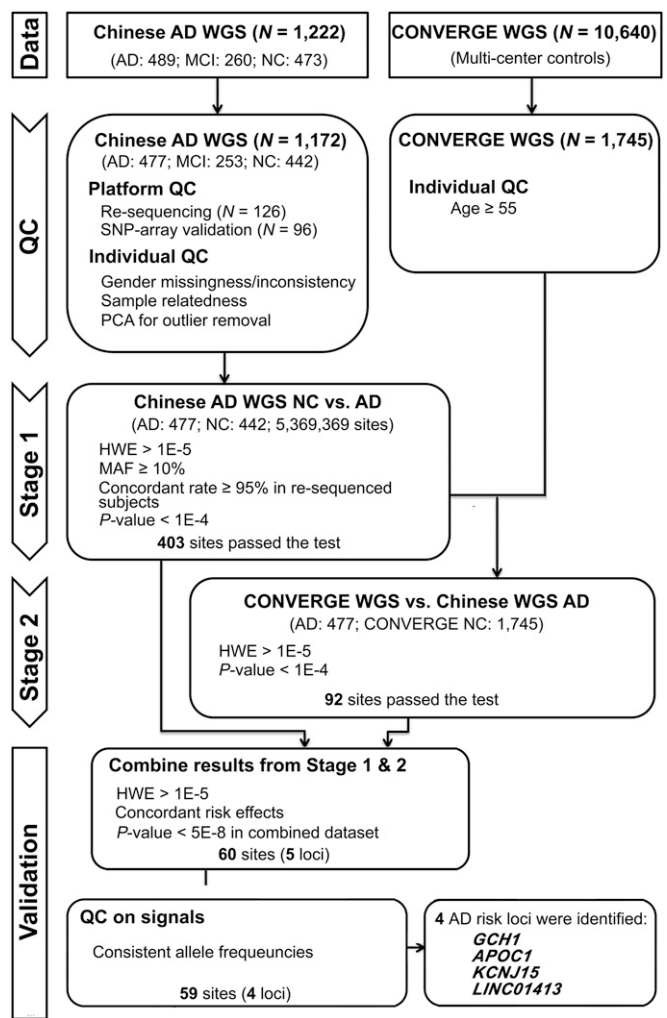 Data
Chinese AD WGS (N = 1,222)
(AD: 489; MCI: 260; NC: 473)
CONVERGE WGS (N = 10,640)
(Multi-center controls)
QC
Chinese AD WGS (N = 1,172)
(AD: 477; MCI: 253; NC: 442)
Platform QC
Re-sequencing (N = 126)
SNP-array validation (N = 96)
Individual QC
Gender missingness/inconsistency
Sample relatedness
PCA for outlier removal
CONVERGE WGS (N = 1,745)
Individual QC
Age ≥ 55
Stage 1
Chinese AD WGS NC vs. AD
(AD: 477; NC: 442; 5,369,369 sites)
HWE > 1E-5
MAF ≥ 10%
Concordant rate ≥ 95% in re-sequenced
subjects
P-value < 1E-4
403 sites passed the test
Stage 2
CONVERGE WGS vs. Chinese WGS AD
(AD: 477; CONVERGE NC: 1,745)
HWE > 1E-5
P-value < 1E-4
92 sites passed the test
Validation
Combine results from Stage 1 & 2
HWE > 1E-5
Concordant risk effects
P-value < 5E-8 in combined dataset
60 sites (5 loci)
QC on signals
Consistent allele frequeuncies
59 sites (4 loci)
4 AD risk loci were identified:
GCH1
APOC1
KCNJ15
LINC01413
...